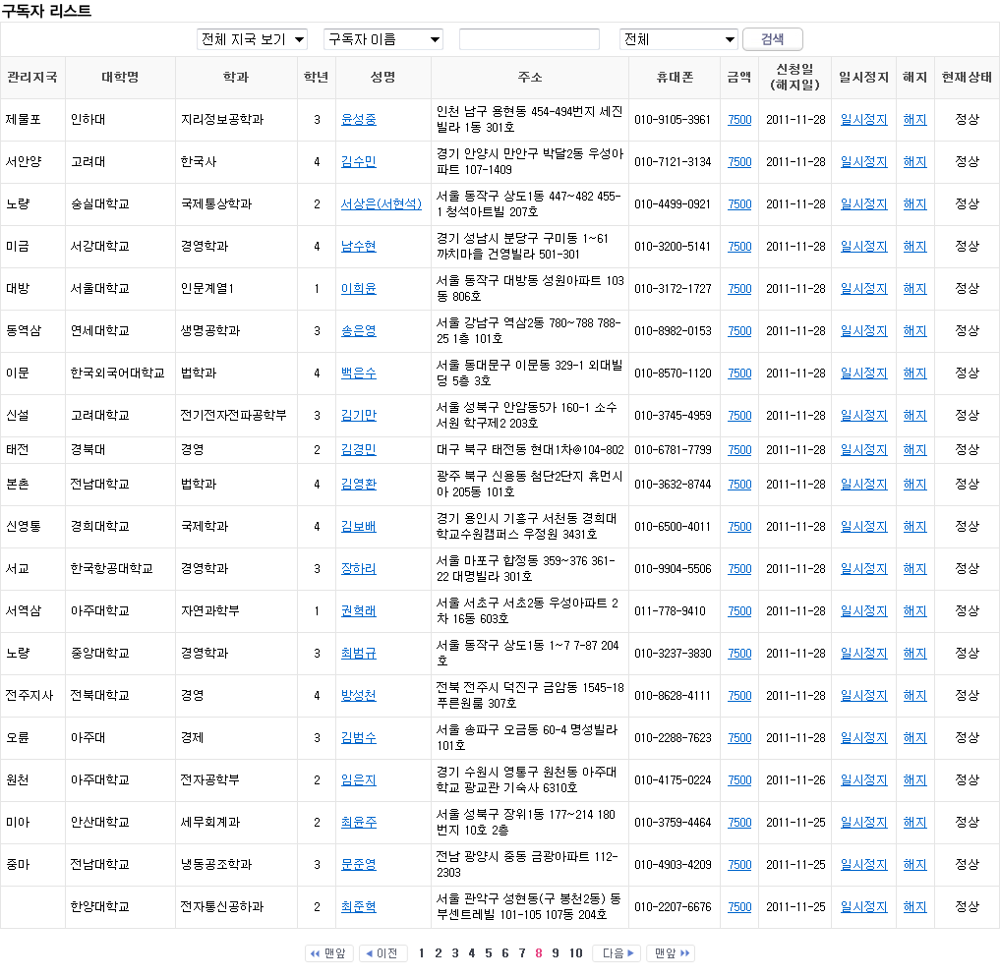 구독자 리스트
전체 지국 보기 구독자 이름 전체 검색
관리지국 대학명 학과 학년 성명 주소 휴대폰 금액 신청일 (해지일) 일시정지 해지 현재상태
제물포 인하대 지리정보공학과 3 윤성중 인천 남구 용현동 454-494번지 세진빌라 1동 301호 010-9105-3961 7500 2011-11-28 일시정지 해지 정상
서안양 고려대 한국사 4 김수민 경기 안양시 만안구 박달2동 우성아파트 107-1409 010-7121-3134 7500 2011-11-28 일시정지 해지 정상
노량 숭실대학교 국제통상학과 2 서상은(서현석) 서울 동작구 상도1동 447~482 455-1 청석아트빌 207호 010-4499-0921 7500 2011-11-28 일시정지 해지 정상
미금 서강대학교 경영학과 4 남수현 경기 성남시 분당구 구미동 1~61 까치마을 건영빌라 501-301 010-3200-5141 7500 2011-11-28 일시정지 해지 정상
대방 서울대학교 인문계열1 1 이희윤 서울 동작구 대방동 성원아파트 103동 806호 010-3172-1727 7500 2011-11-28 일시정지 해지 정상
동역삼 연세대학교 생명공학과 3 송은영 서울 강남구 역삼2동 780~788 788-25 1층 101호 010-8982-0153 7500 2011-11-28 일시정지 해지 정상
이문 한국외국어대학교 법학과 4 백은수 서울 동대문구 이문동 329-1 외대빌딩 5층 3호 010-8570-1120 7500 2011-11-28 일시정지 해지 정상
신설 고려대학교 전기전자전파공학부 3 김기만 서울 성북구 안암동5가 160-1 소수서원 학구제2 203호 010-3745-4959 7500 2011-11-28 일시정지 해지 정상
태전 경북대 경영 2 김경민 대구 북구 태전동 현대1차@104-802 010-6781-7799 7500 2011-11-28 일시정지 해지 정상
본촌 전남대학교 법학과 4 김영환 광주 북구 신용동 첨단2단지 휴먼시아 205동 101호 010-3632-8744 7500 2011-11-28 일시정지 해지 정상
신영통 경희대학교 국제학과 4 김보배 경기 용인시 기흥구 서천동 경희대학교수원캠퍼스 우정원 3431호 010-6500-4011 7500 2011-11-28 일시정지 해지 정상
서교 한국항공대학교 경영학과 3 장하리 서울 마포구 합정동 359~376 361-22 대명빌라 301호 010-9904-5506 7500 2011-11-28 일시정지 해지 정상
서역삼 아주대학교 자연과학부 1 권혁래 서울 서초구 서초2동 우성아파트 2차 16동 603호 011-778-9410 7500 2011-11-28 일시정지 해지 정상
노량 중앙대학교 경영학과 3 최범규 서울 동작구 상도1동 1~7 7-87 204호 010-3237-3830 7500 2011-11-28 일시정지 해지 정상
전주지사 전북대학교 경영 4 방성천 전북 전주시 덕진구 금암동 1545-18 푸른원룸 307호 010-8628-4111 7500 2011-11-28 일시정지 해지 정상
오륜 아주대 경제 3 김범수 서울 송파구 오금동 60-4 명성빌라 101호 010-2288-7623 7500 2011-11-28 일시정지 해지 정상
원천 아주대학교 전자공학부 2 임은지 경기 수원시 영통구 원천동 아주대학교 광교관 기숙사 6310호 010-4175-0224 7500 2011-11-26 일시정지 해지 정상
미아 안산대학교 세무회계과 2 최윤주 서울 성북구 장위1동 177~214 180번지 10호 2층 010-3759-4464 7500 2011-11-25 일시정지 해지 정상
중마 전남대학교 냉동공조학과 3 문준영 전남 광양시 중동 금광아파트 112-2303 010-4903-4209 7500 2011-11-25 일시정지 해지 정상
한양대학교 전자통신공하과 2 최준혁 서울 관악구 성현동(구 봉천2동) 동부센트레빌 101-105 107동 204호 010-2207-6676 7500 2011-11-25 일시정지 해지 정상
맨앞 이전 1 2 3 4 5 6 7 8 9 10 다음 맨앞